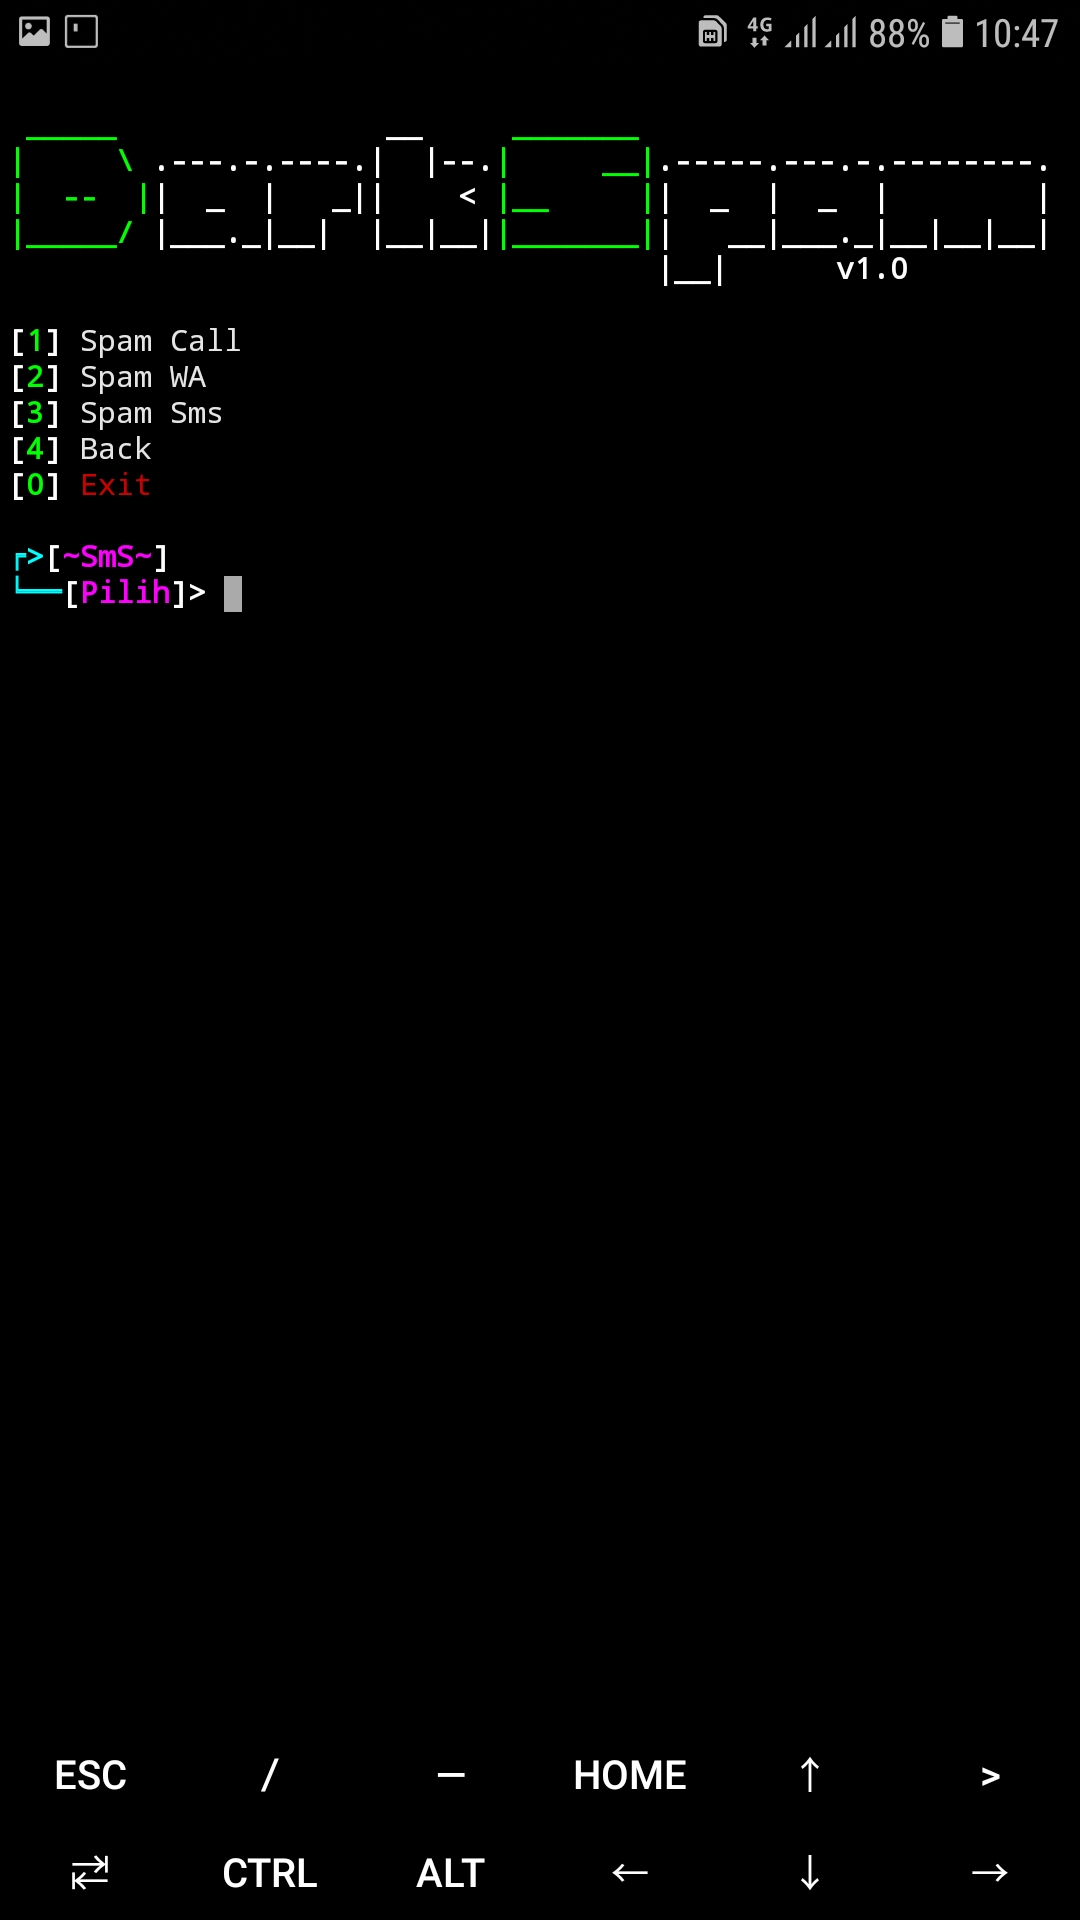 88% 10:47
4G
DarkSpam
v1.0
[1] Spam Call
[2] Spam WA
[3] Spam Sms
[4] Back
[0] Exit
┌>[~SmS~]
└──[Pilih]>
ESC / — HOME ↑ >
⇄ CTRL ALT ← ↓ →